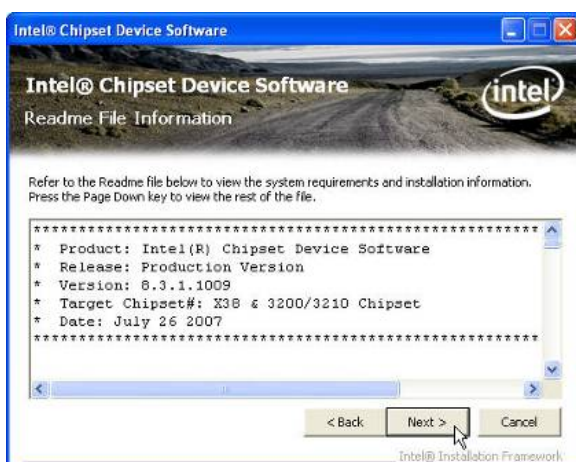 Intel® Chipset Device Software
Intel® Chipset Device Software
intel
Readme File Information
Refer to the Readme file below to view the system requirements and installation information.
Press the Page Down key to view the rest of the file.
************************************************************
* Product: Intel(R) Chipset Device Software
* Release: Production Version
* Version: 8.3.1.1009
* Target Chipset#: X38 & 3200/3210 Chipset
* Date: July 26 2007
************************************************************
< Back Next > Cancel
Intel® Installation Framework